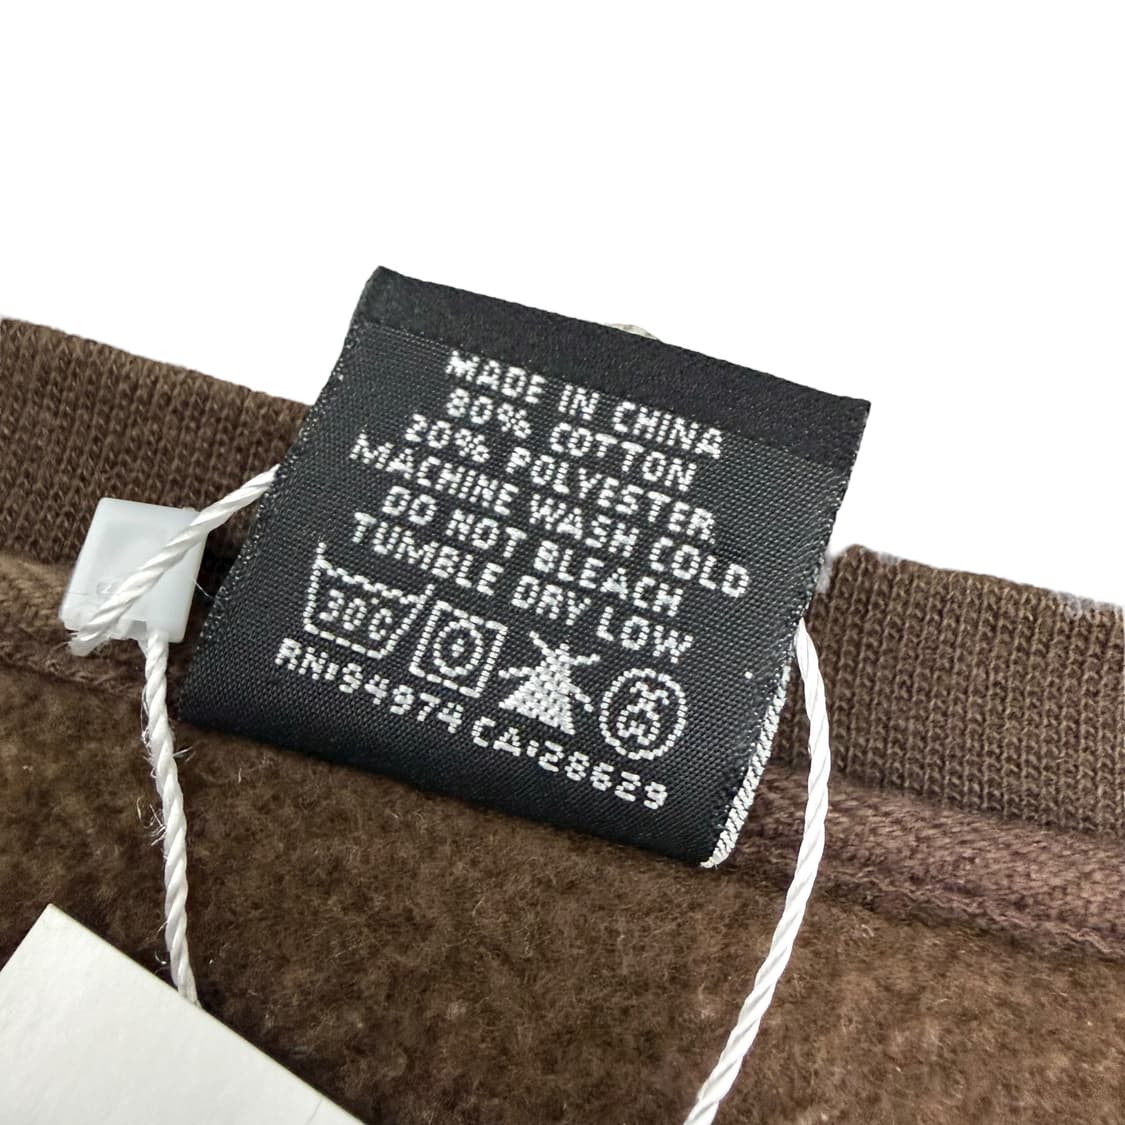 MADE IN CHINA
80% COTTON
20% POLYESTER
MACHINE WASH COLD
DO NOT BLEACH
TUMBLE DRY LOW
30C
RN:94974 CA:28629